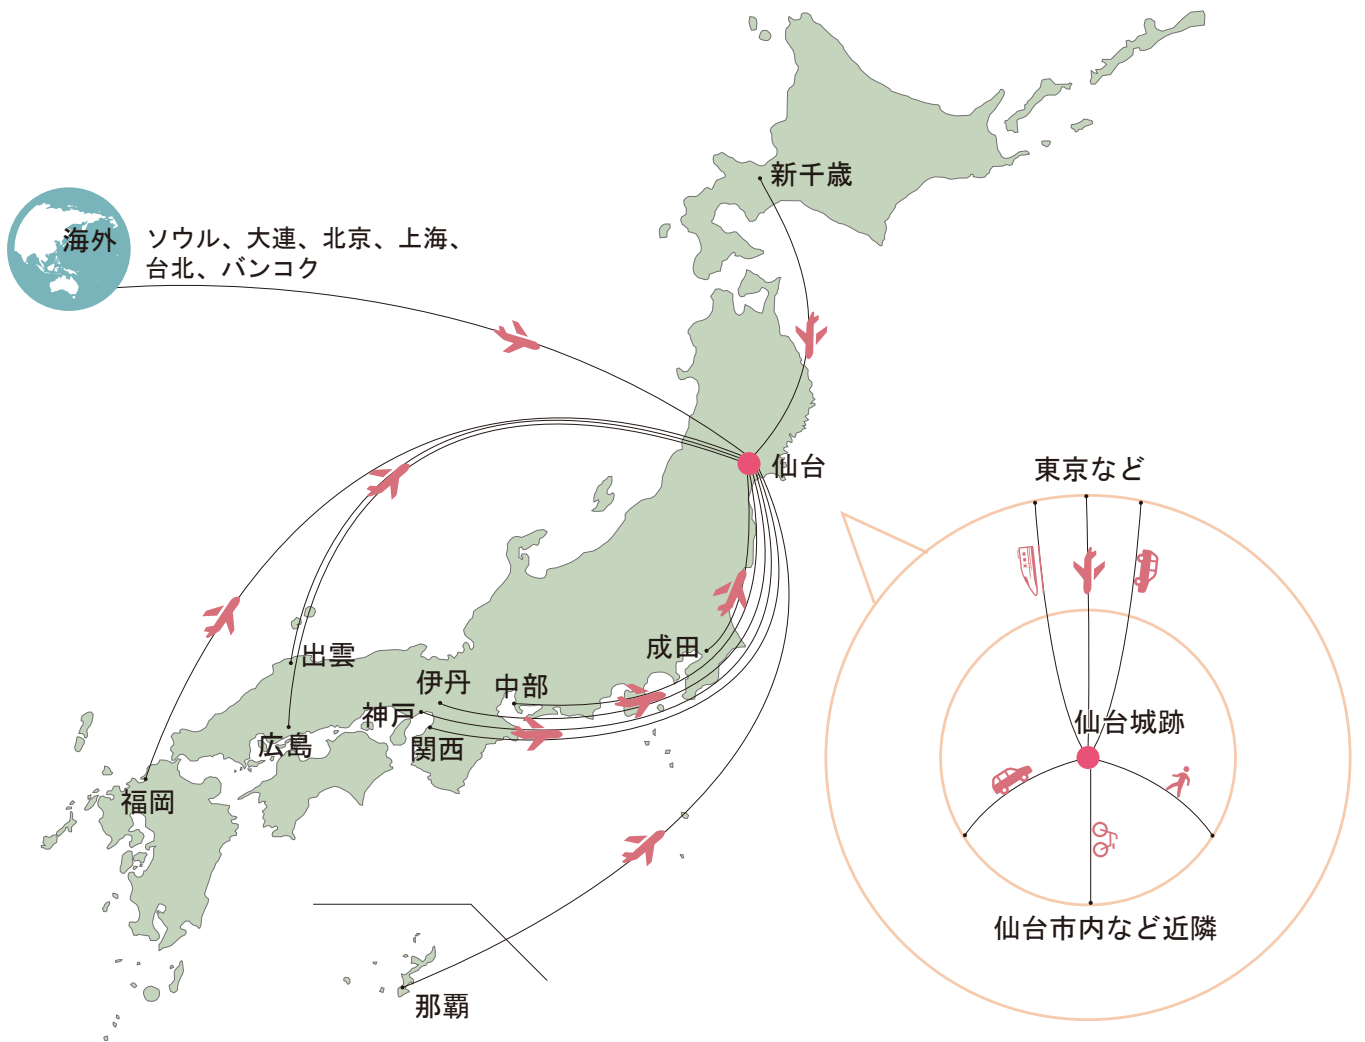 新千歳
海外
ソウル、大連、北京、上海、
台北、バンコク
仙台
東京など
成田
出雲
伊丹
中部
神戸
関西
広島
福岡
仙台城跡
仙台市内など近隣
那覇